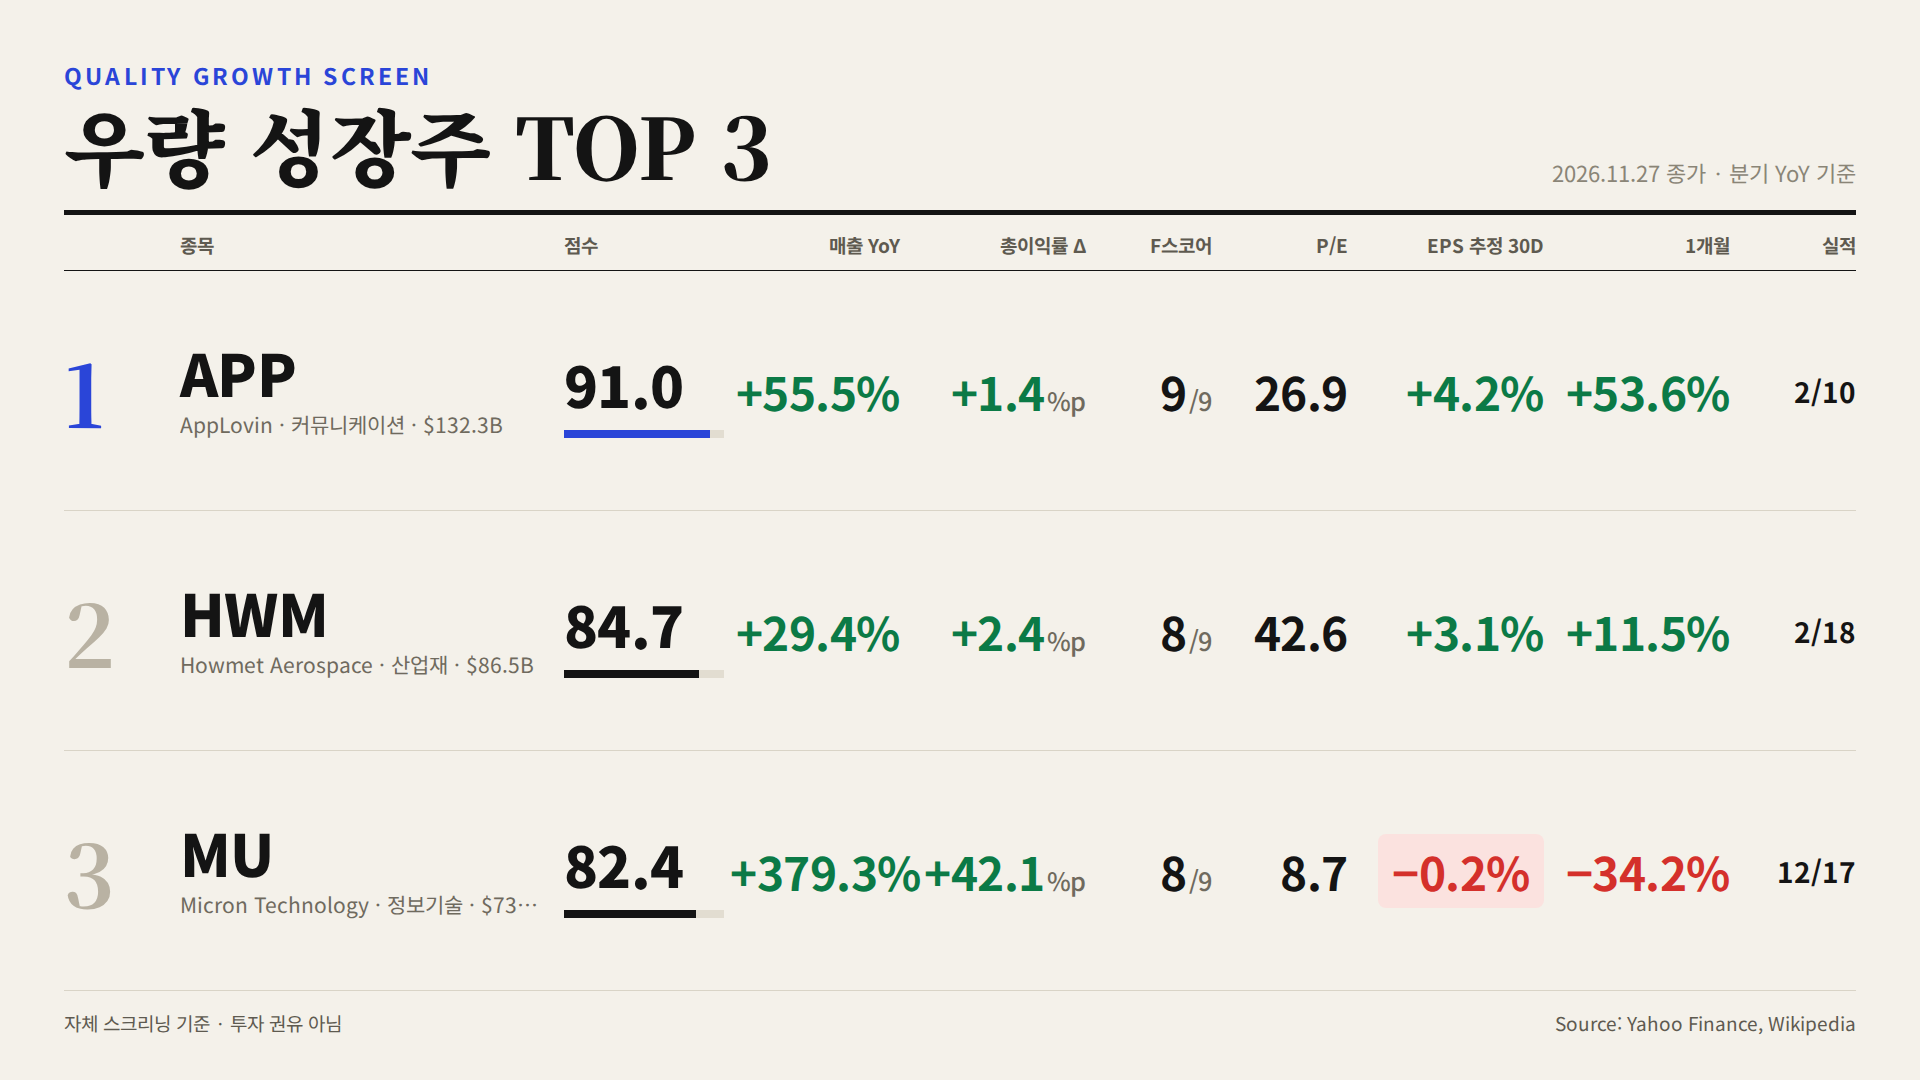 QUALITY GROWTH SCREEN
우량 성장주 TOP 3
2026.11.27 종가 · 분기 YoY 기준
종목 점수 매출 YoY 총이익률 Δ F스코어 P/E EPS 추정 30D 1개월 실적
1 APP 91.0 +55.5% +1.4%p 9/9 26.9 +4.2% +53.6% 2/10
AppLovin · 커뮤니케이션 · $132.3B
2 HWM 84.7 +29.4% +2.4%p 8/9 42.6 +3.1% +11.5% 2/18
Howmet Aerospace · 산업재 · $86.5B
3 MU 82.4 +379.3% +42.1%p 8/9 8.7 −0.2% −34.2% 12/17
Micron Technology · 정보기술 · $73…
자체 스크리닝 기준 · 투자 권유 아님
Source: Yahoo Finance, Wikipedia